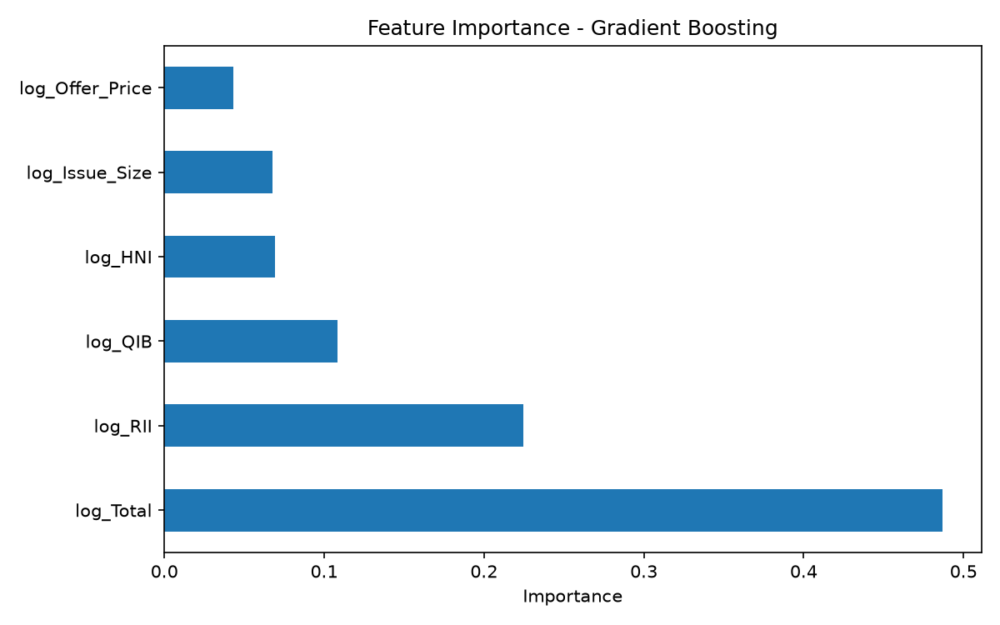 Feature Importance - Gradient Boosting
log_Offer_Price
log_Issue_Size
log_HNI
log_QIB
log_RII
log_Total
0.0 0.1 0.2 0.3 0.4 0.5
Importance